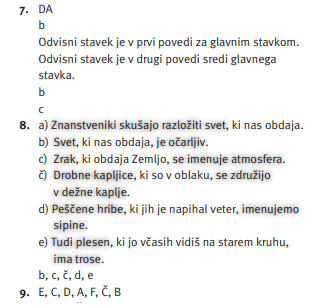 7. DA
b
Odvisni stavek je v prvi povedi za glavnim stavkom.
Odvisni stavek je v drugi povedi sredi glavnega
stavka.
b
c
8. a) Znanstveniki skušajo razložiti svet, ki nas obdaja.
b) Svet, ki nas obdaja, je očarljiv.
c) Zrak, ki obdaja Zemljo, se imenuje atmosfera.
č) Drobne kapljice, ki so v oblaku, se združijo
v dežne kaplje.
d) Peščene hribe, ki jih je napihal veter, imenujemo
sipine.
e) Tudi plesen, ki jo včasih vidiš na starem kruhu,
ima trose.
b, c, č, d, e
9. E, C, D, A, F, Č, B